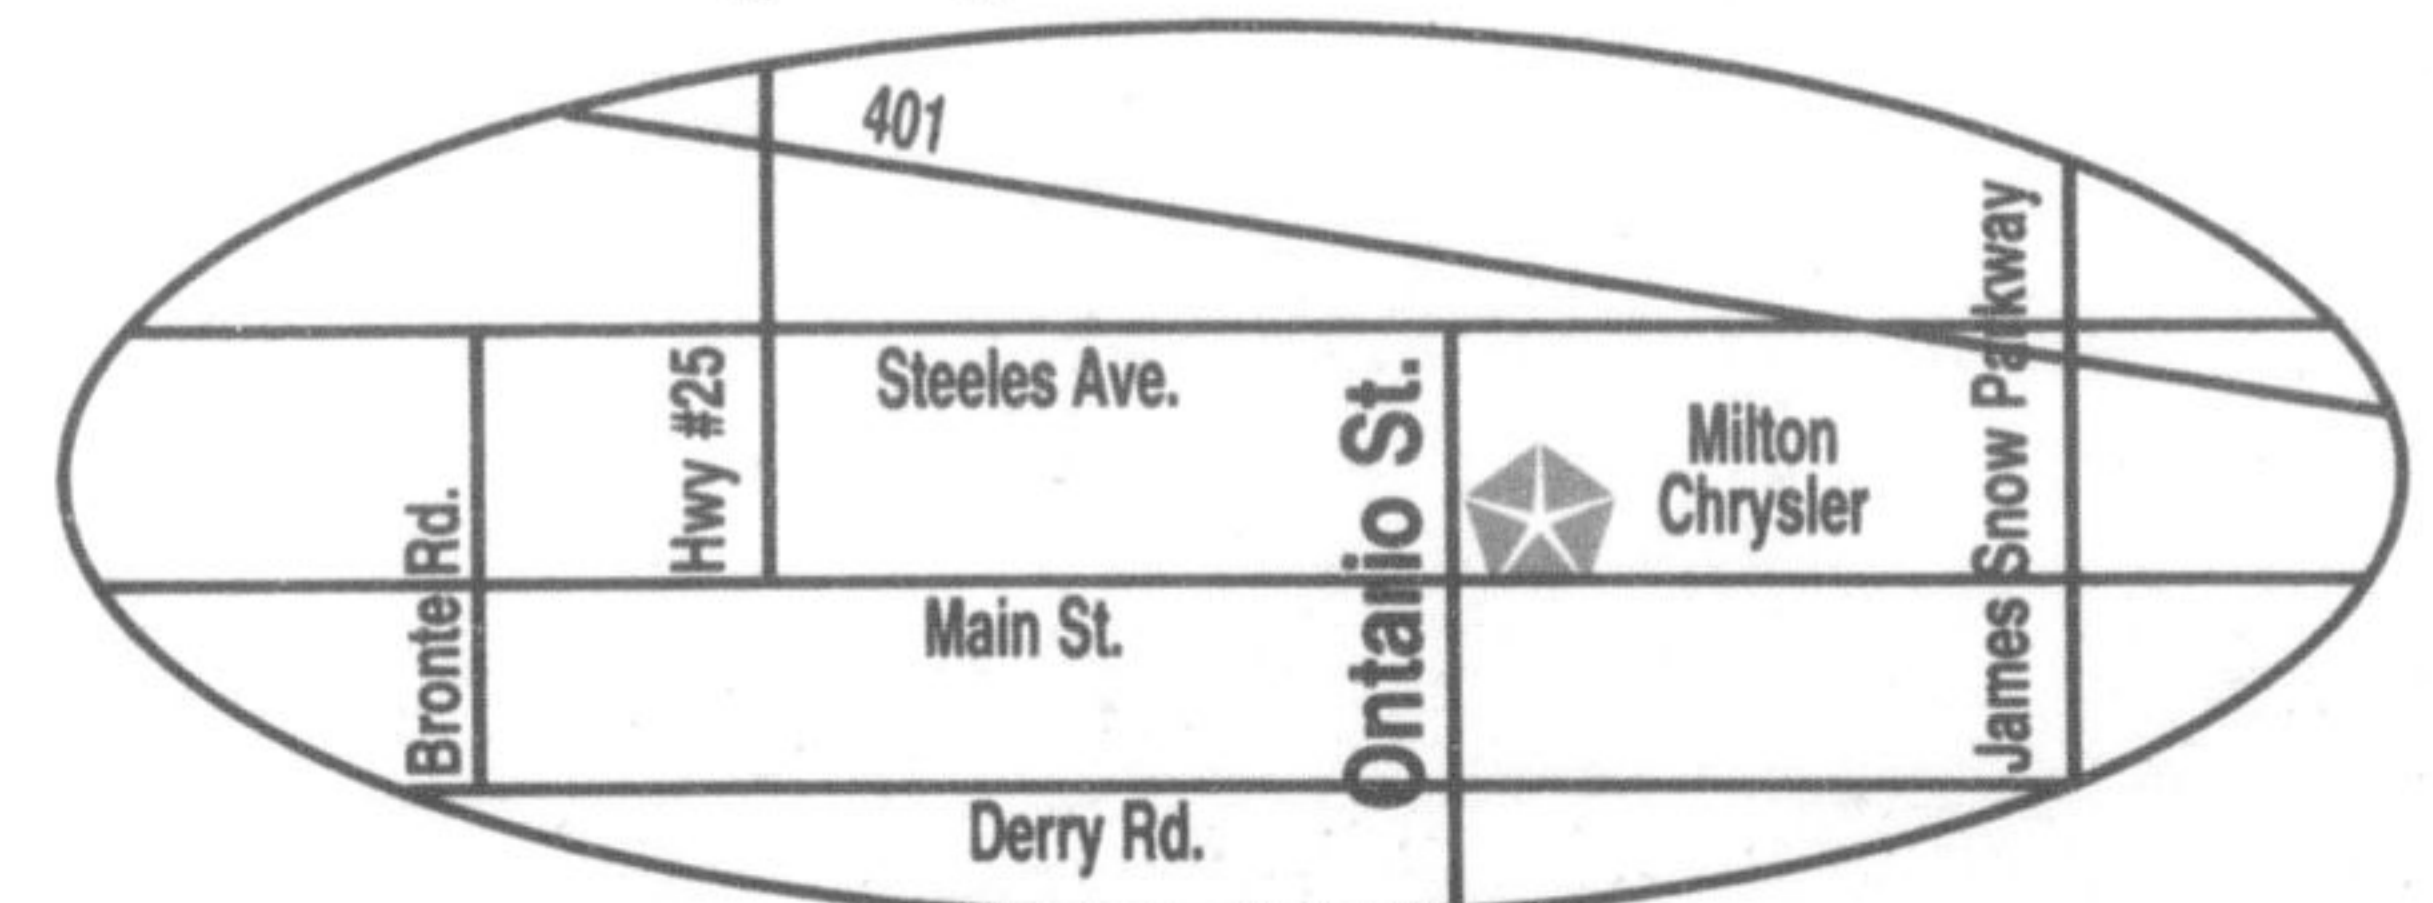 401
Steeles Ave.
Hwy #25
Ontario St.
Milton
Chrysler
James Snow Parkway
Bronte Rd.
Main St.
Derry Rd.